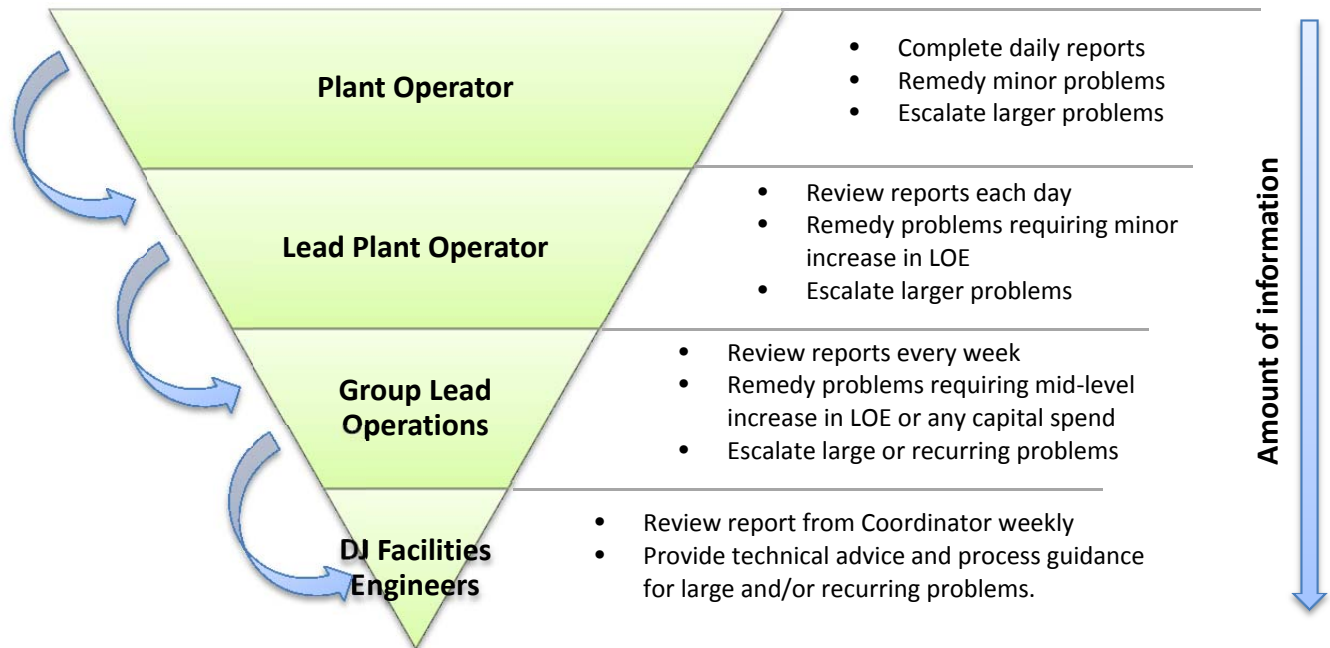 Plant Operator
• Complete daily reports
• Remedy minor problems
• Escalate larger problems
Lead Plant Operator
• Review reports each day
• Remedy problems requiring minor
increase in LOE
• Escalate larger problems
Group Lead
Operations
• Review reports every week
• Remedy problems requiring mid-level
increase in LOE or any capital spend
• Escalate large or recurring problems
DJ Facilities
Engineers
• Review report from Coordinator weekly
• Provide technical advice and process guidance
for large and/or recurring problems.
Amount of information